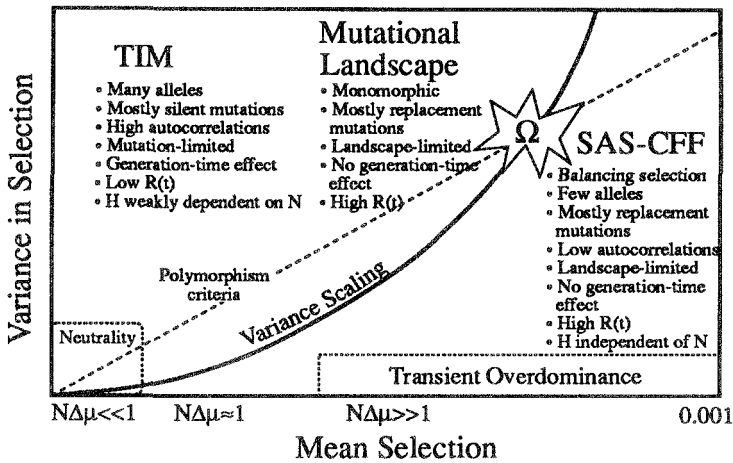 Variance in Selection
TIM
• Many alleles
• Mostly silent mutations
• High autocorrelations
• Mutation-limited
• Generation-time effect
• Low R(t)
• H weakly dependent on N
Mutational
Landscape
• Monomorphic
• Mostly replacement
mutations
• Landscape-limited
• No generation-time
effect
• High R(t)
Ω
SAS-CFF
• Balancing selection
• Few alleles
• Mostly replacement
mutations
• Low autocorrelations
• Landscape-limited
• No generation-time
effect
• High R(t)
• H independent of N
Polymorphism
criteria
Variance Scaling
Neutrality
Transient Overdominance
NΔμ<<1
NΔμ≈1
NΔμ>>1
0.001
Mean Selection